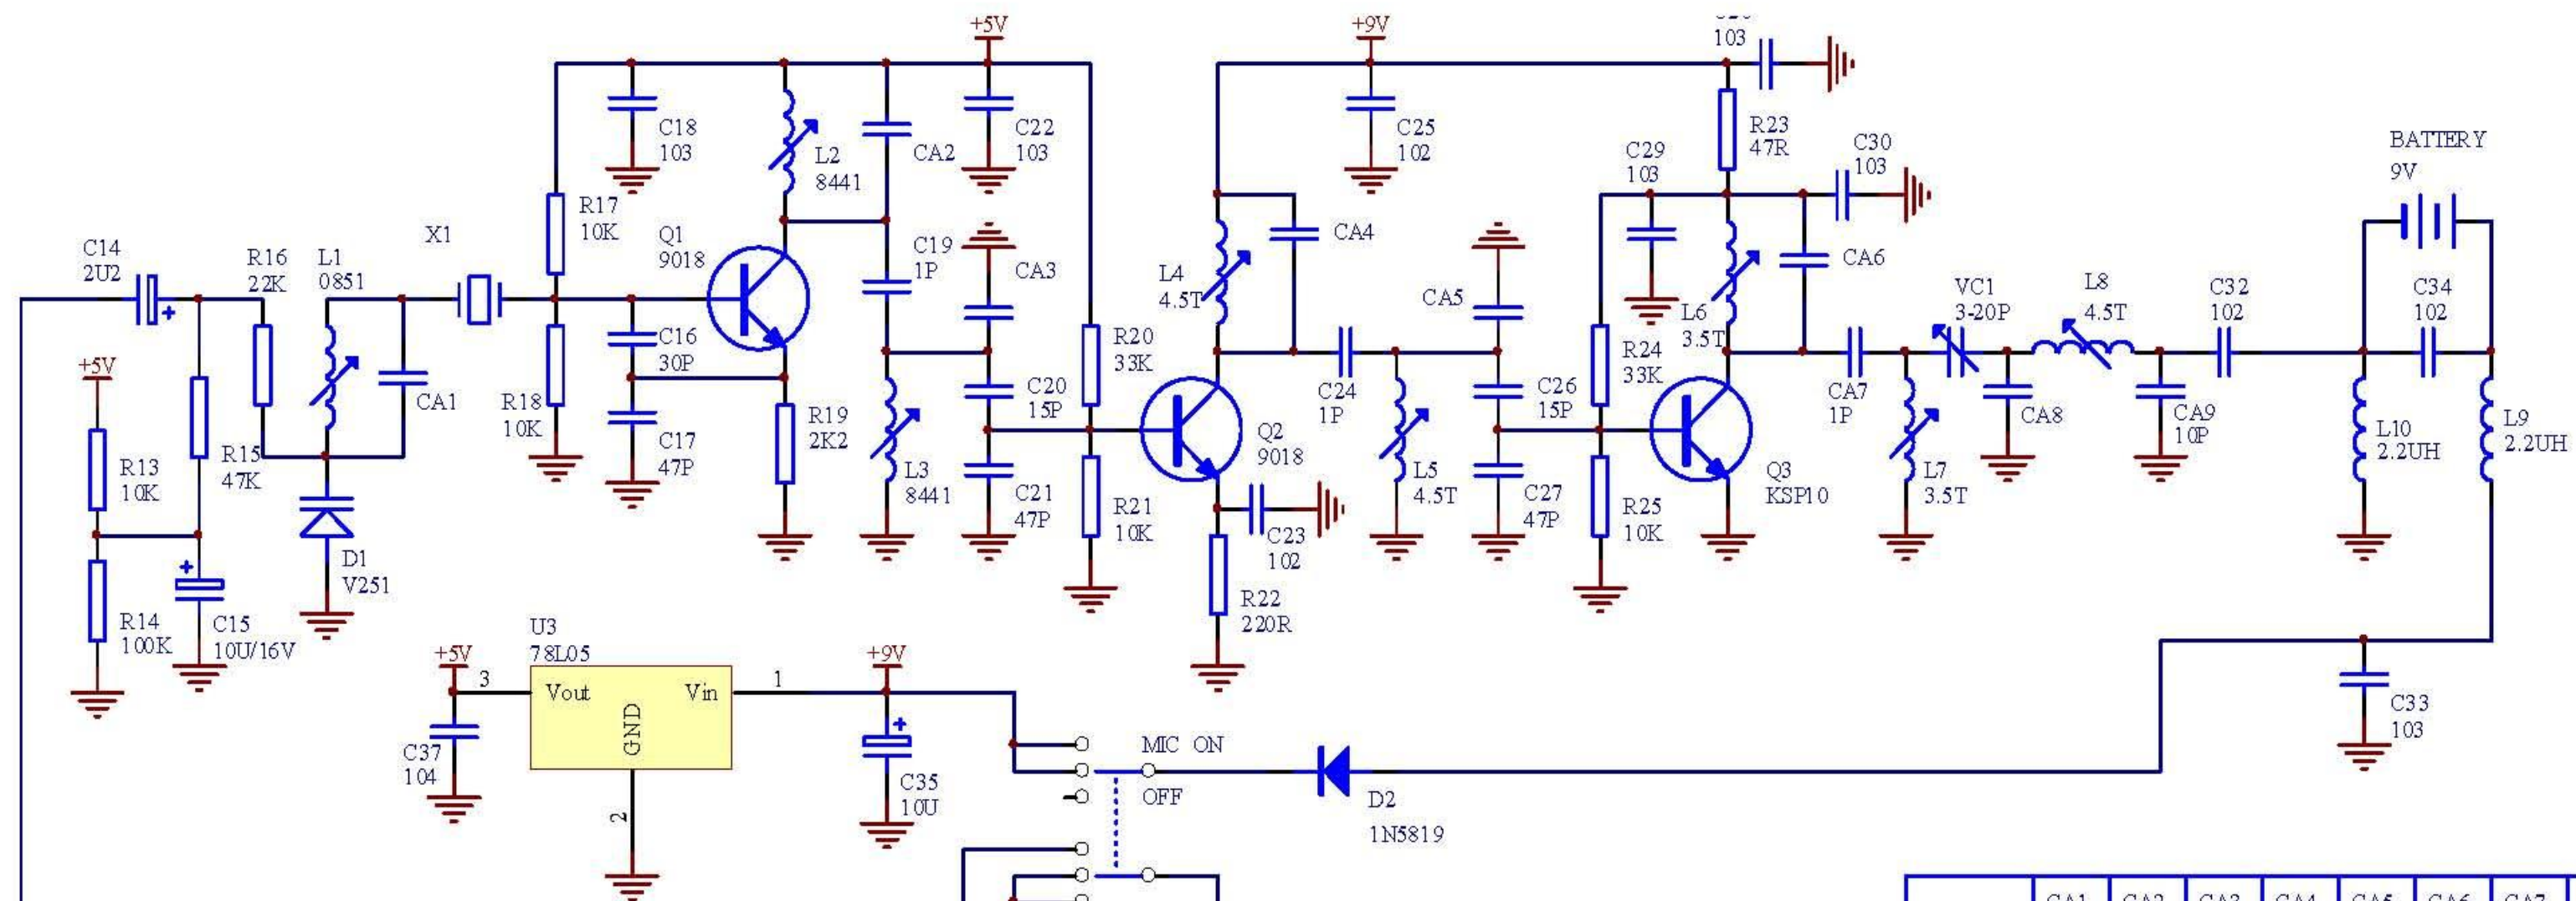 +5V
+9V
103
C18
103
L2
8441
CA2
C22
103
C25
102
R23
47R
C29
103
C30
103
BATTERY
9V
R17
10K
X1
Q1
9018
C19
1P
CA3
CA4
CA6
C14
2U2
R16
22K
L1
0851
L4
4.5T
CA5
L6
3.5T
VC1
3-20P
L8
4.5T
C32
102
C34
102
+5V
C16
30P
R20
33K
C24
1P
R24
33K
CA7
1P
CA1
R18
10K
C17
47P
R19
2K2
C20
15P
Q2
9018
C26
15P
CA8
CA9
10P
L10
2.2UH
L9
2.2UH
R13
10K
R15
47K
L3
8441
L5
4.5T
Q3
KSP10
L7
3.5T
C21
47P
R21
10K
C23
102
C27
47P
R25
10K
D1
V251
R14
100K
C15
10U/16V
R22
220R
U3
78L05
+5V
3
Vout
Vin
GND
1
2
+9V
C37
104
C35
10U
MIC ON
OFF
D2
1N5819
C33
103
CA1 CA2 CA3 CA4 CA5 CA6 CA7